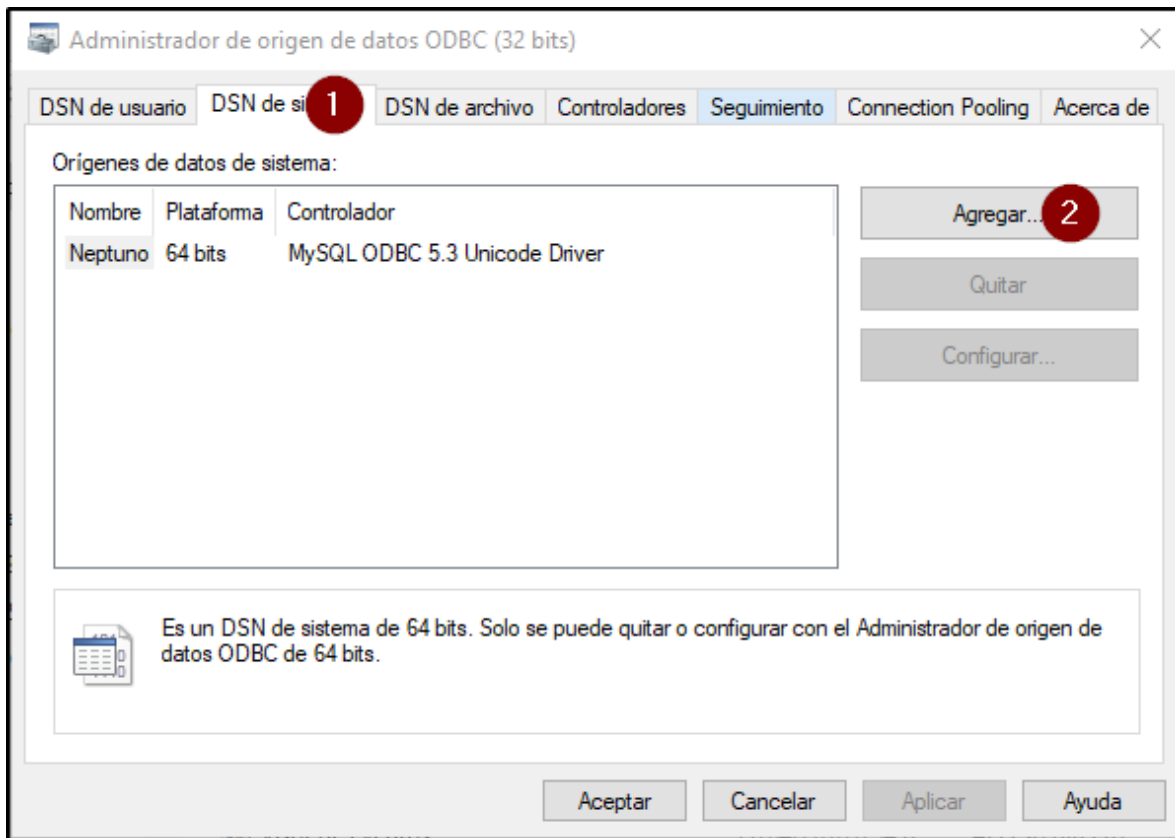 Administrador de origen de datos ODBC (32 bits)
DSN de usuario DSN de si 1 DSN de archivo Controladores Seguimiento Connection Pooling Acerca de
Orígenes de datos de sistema:
Nombre Plataforma Controlador
Neptuno 64 bits MySQL ODBC 5.3 Unicode Driver
Agregar... 2
Quitar
Configurar...
Es un DSN de sistema de 64 bits. Solo se puede quitar o configurar con el Administrador de origen de
datos ODBC de 64 bits.
Aceptar Cancelar Aplicar Ayuda